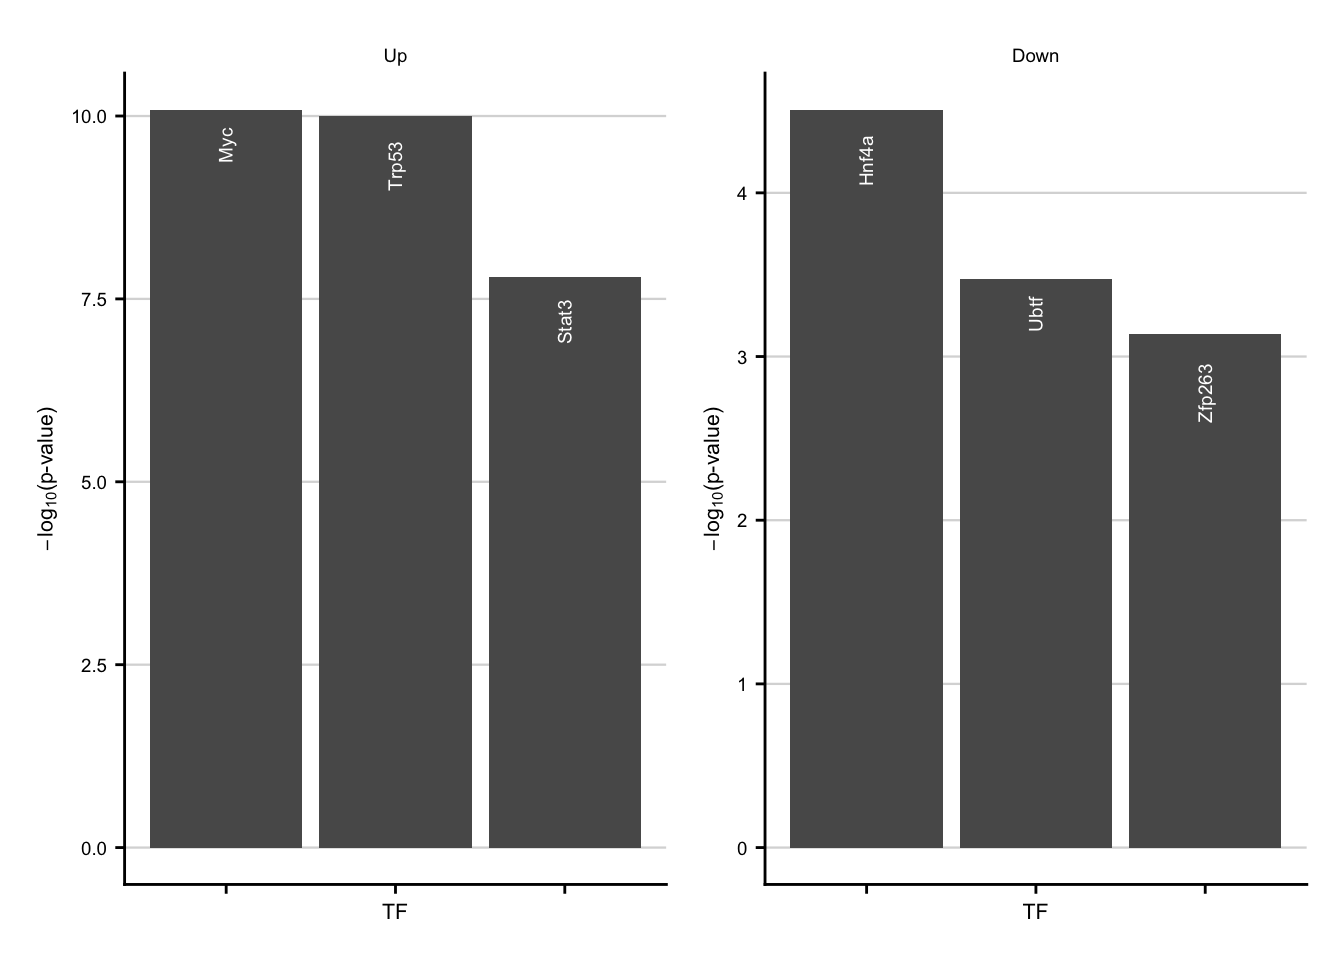 Up
10.0
7.5
5.0
2.5
0.0
−log10(p-value)
Myc
Trp53
Stat3
TF
Down
4
3
2
1
0
−log10(p-value)
Hnf4a
Ubtf
Zfp263
TF